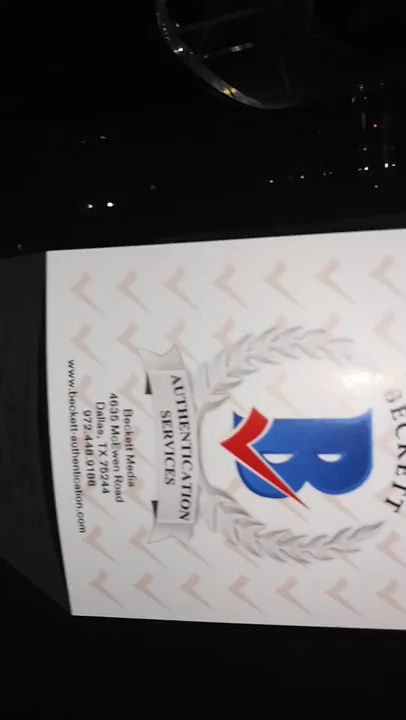 BECKETT
B
AUTHENTICATION
SERVICES
Beckett Media
4635 McEwen Road
Dallas, TX 75244
972.448.9188
www.beckett-authentication.com